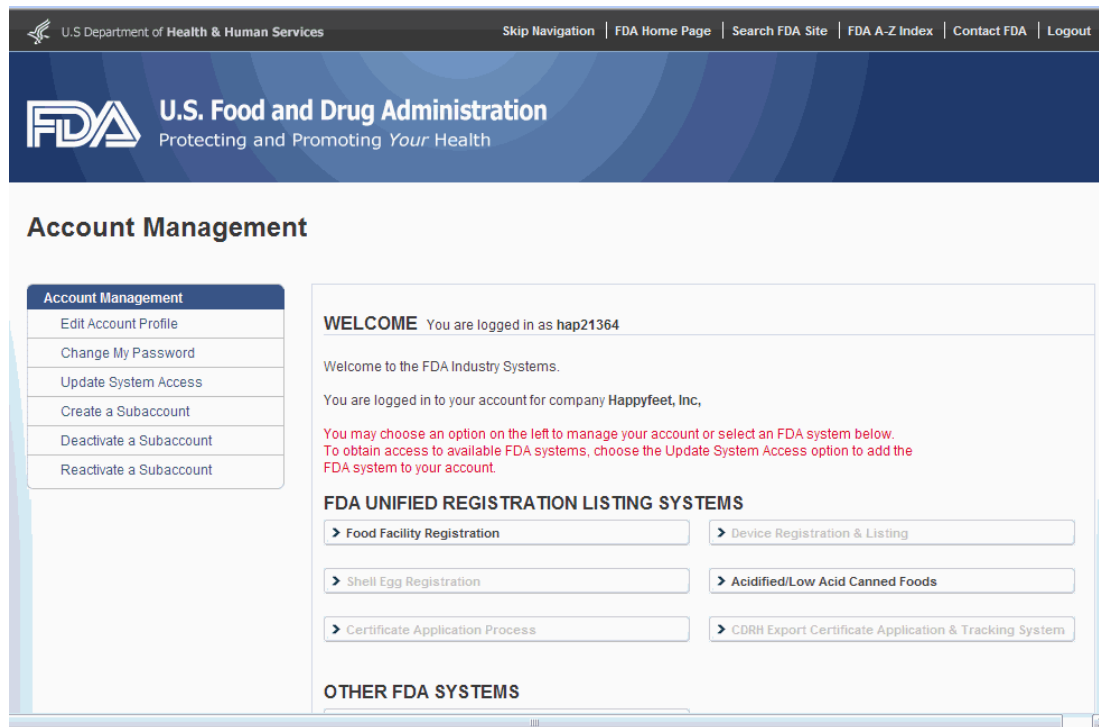 U.S Department of Health & Human Services
Skip Navigation | FDA Home Page | Search FDA Site | FDA A-Z Index | Contact FDA | Logout
FDA
U.S. Food and Drug Administration
Protecting and Promoting Your Health
Account Management
Account Management
Edit Account Profile
Change My Password
Update System Access
Create a Subaccount
Deactivate a Subaccount
Reactivate a Subaccount
WELCOME You are logged in as hap21364
Welcome to the FDA Industry Systems.
You are logged in to your account for company Happyfeet, Inc,
You may choose an option on the left to manage your account or select an FDA system below.
To obtain access to available FDA systems, choose the Update System Access option to add the
FDA system to your account.
FDA UNIFIED REGISTRATION LISTING SYSTEMS
Food Facility Registration
Device Registration & Listing
Shell Egg Registration
Acidified/Low Acid Canned Foods
Certificate Application Process
CDRH Export Certificate Application & Tracking System
OTHER FDA SYSTEMS